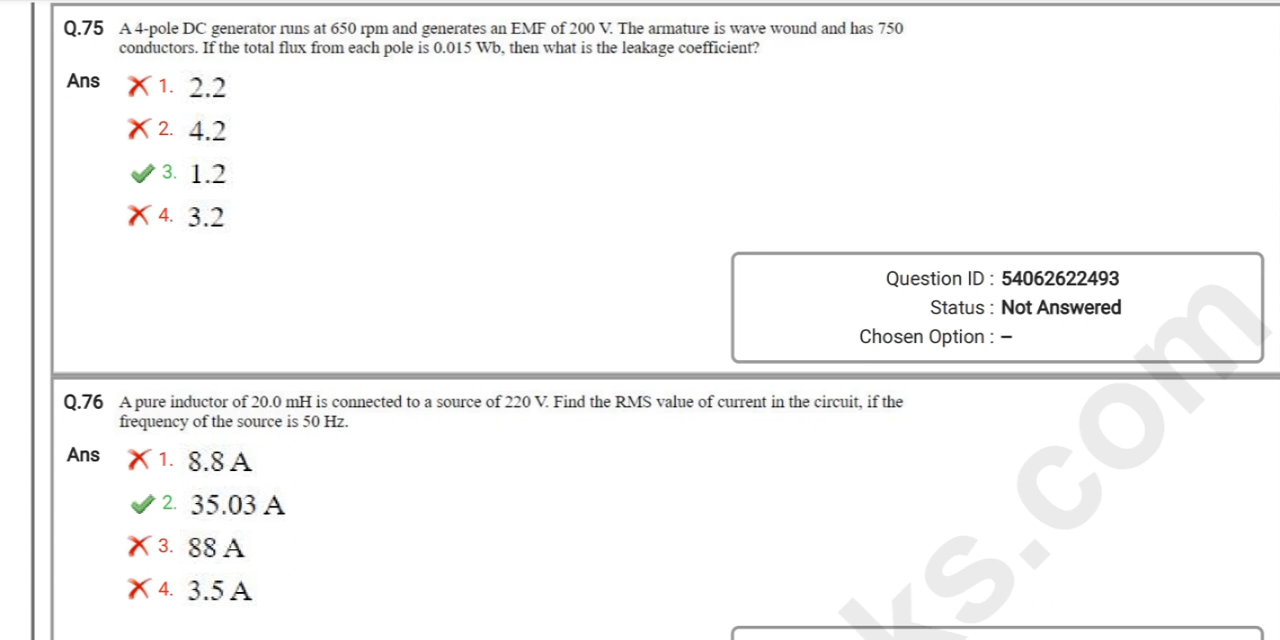 Q.75 A 4-pole DC generator runs at 650 rpm and generates an EMF of 200 V. The armature is wave wound and has 750
conductors. If the total flux from each pole is 0.015 Wb, then what is the leakage coefficient?
Ans 1. 2.2
2. 4.2
3. 1.2
4. 3.2
Question ID : 54062622493
Status : Not Answered
Chosen Option : –
Q.76 A pure inductor of 20.0 mH is connected to a source of 220 V. Find the RMS value of current in the circuit, if the
frequency of the source is 50 Hz.
Ans 1. 8.8 A
2. 35.03 A
3. 88 A
4. 3.5 A
ks.com